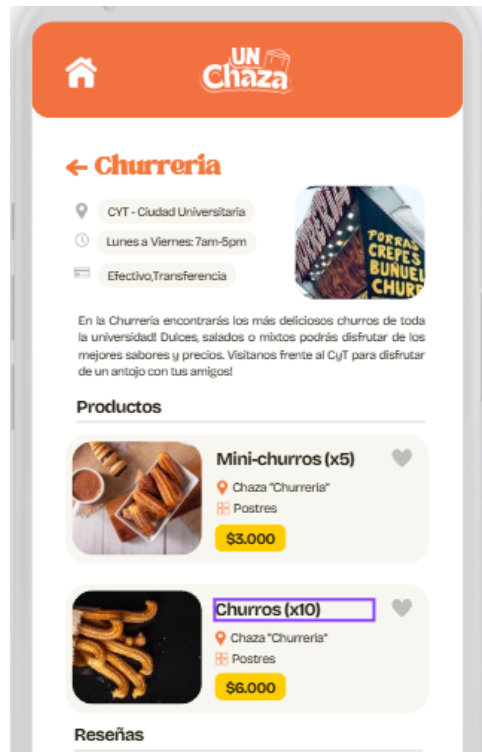 UN
Chaza
← Churreria
CYT - Ciudad Universitaria
Lunes a Viernes: 7am-5pm
Efectivo,Transferencia
PORRAS
CREPES
BUÑUEL
CHURR
En la Churrería encontrarás los más deliciosos churros de toda
la universidad! Dulces, salados o mixtos podrás disfrutar de los
mejores sabores y precios. Visitanos frente al CyT para disfrutar
de un antojo con tus amigos!
Productos
Mini-churros (x5)
Chaza "Churrería"
Postres
$3.000
Churros (x10)
Chaza "Churrería"
Postres
$6.000
Reseñas